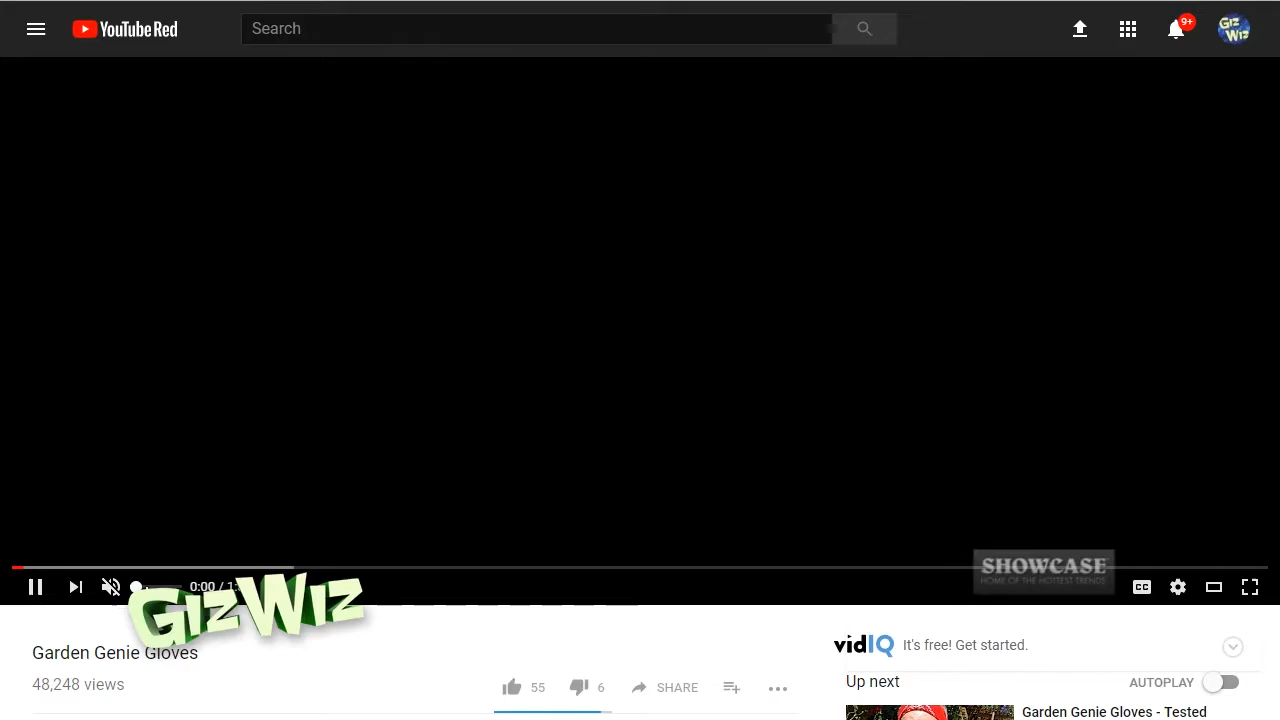 YouTube Red
Search
9+
Giz
Wiz
SHOWCASE
HOME OF THE HOTTEST TRENDS
0:00 / 1:
CC
GizWiz
Garden Genie Gloves
48,248 views
55
6
SHARE
vidIQ It's free! Get started.
Up next
AUTOPLAY
Garden Genie Gloves - Tested